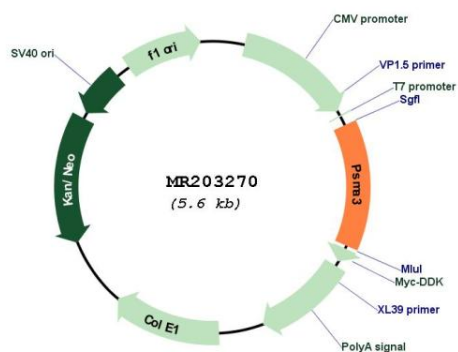 CMV promoter
VP1.5 primer
T7 promoter
SgfI
Psma3
MluI
Myc-DDK
XL39 primer
PolyA signal
Col E1
Kan/Neo
SV40 ori
f1 ori
MR203270
(5.6 kb)